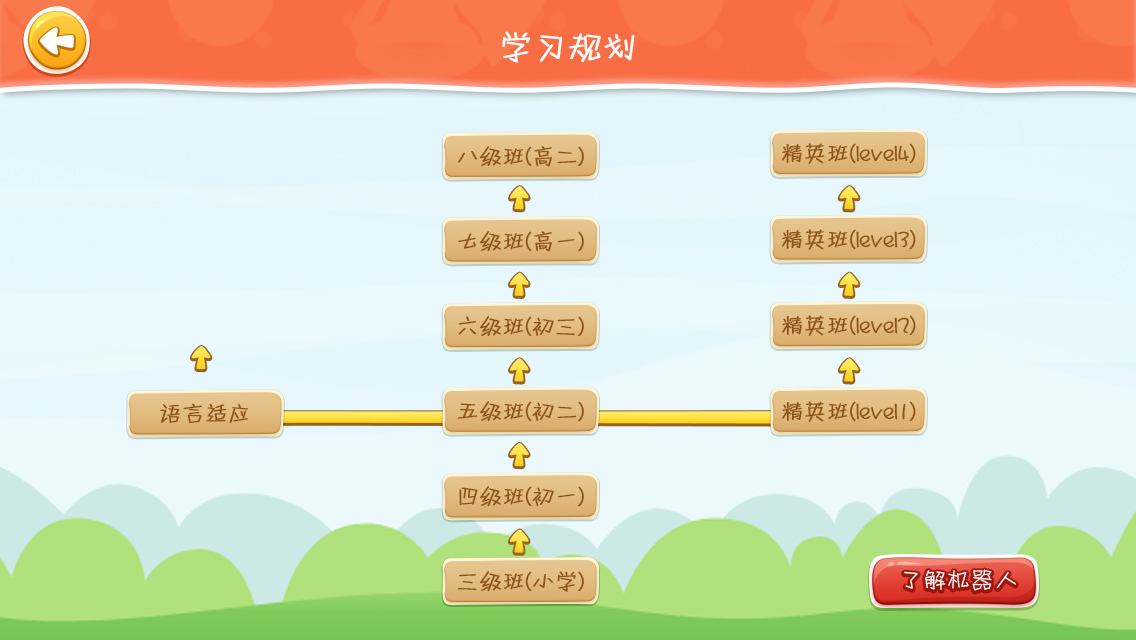 学习规划
八级班(高二)
精英班(level4)
七级班(高一)
精英班(level3)
六级班(初三)
精英班(level2)
语言适应
五级班(初二)
精英班(level1)
四级班(初一)
三级班(小学)
了解机器人